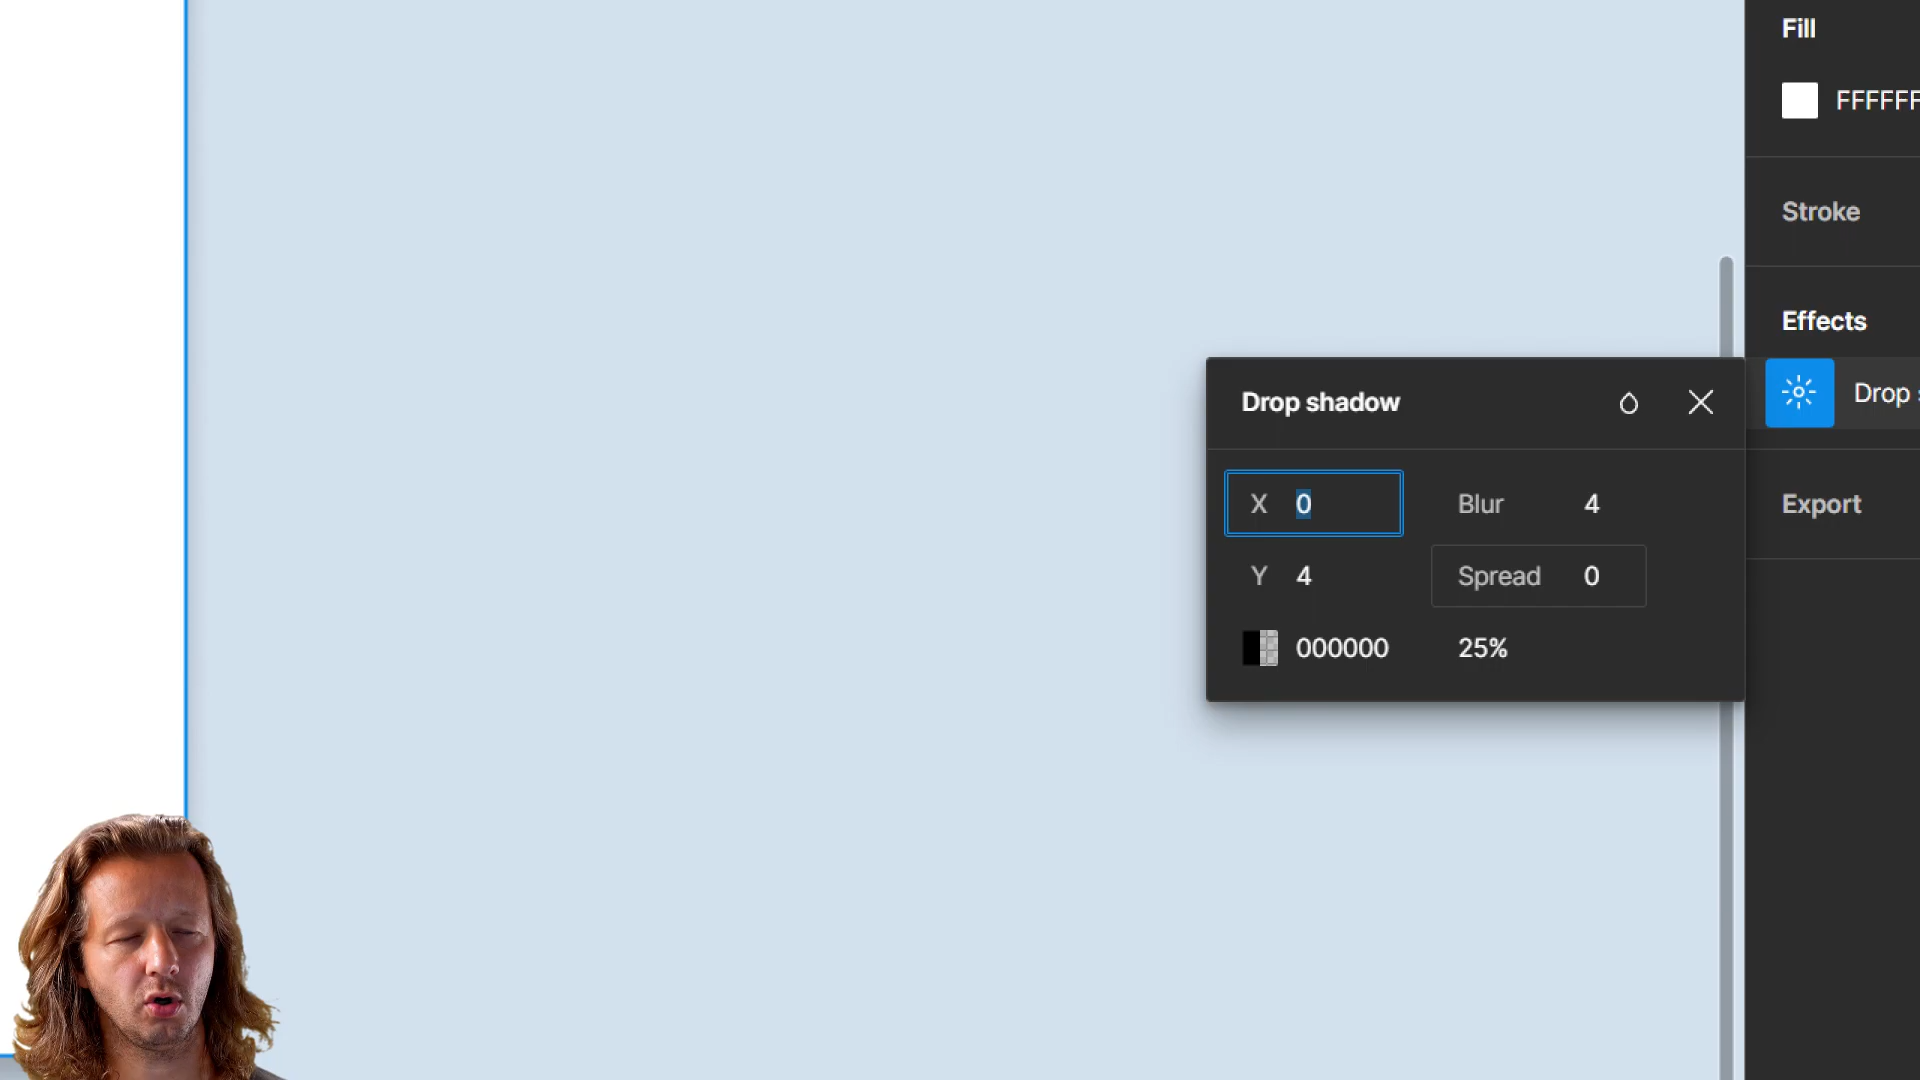 Fill
FFFFFF
Stroke
Effects
Drop shadow
Drop
X 0
Blur 4
Export
Y 4
Spread 0
000000
25%